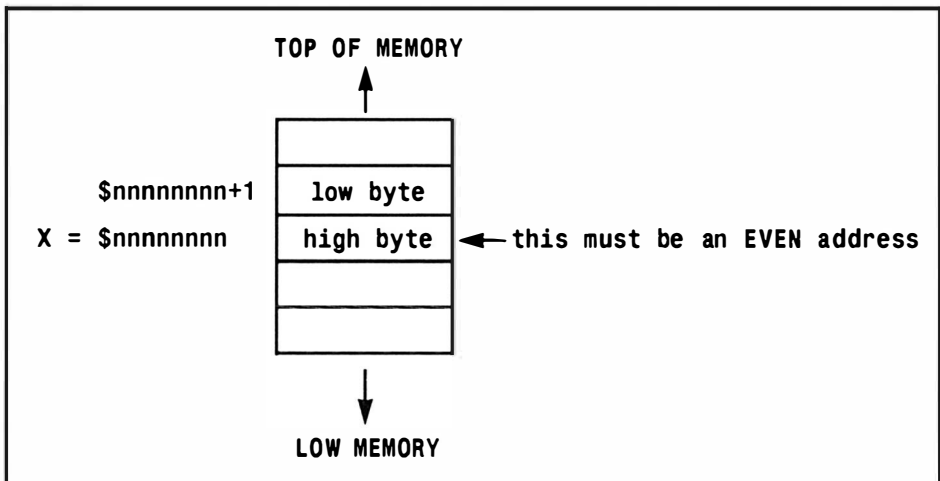 TOP OF MEMORY
$nnnnnnnn+1 low byte
X = $nnnnnnnn high byte this must be an EVEN address
LOW MEMORY